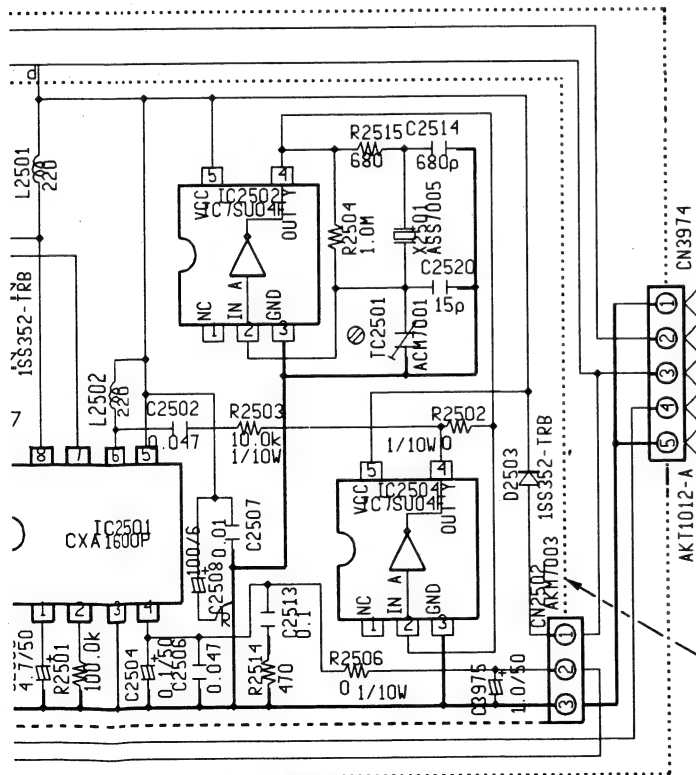 d
L2501
220
R2515
680
C2514
680p
5
4
VCC
IC2502
TC7SU04F
OUT Y
R2504
1.0M
X2501
ASS7005
C2520
15p
NC
IN A
GND
1
2
3
TC2501
ACM7001
1SS352-TRB
CN3974
1
2
3
4
5
AKT1012-A
7
L2502
220
C2502
0.047
R2503
10.0k
1/10W
R2502
1/10W 0
8
7
6
5
IC2501
CXA1600P
1
2
3
4
100/6
C2508
0.01
C2507
5
4
VCC
IC2504
TC7SU04F
OUT Y
NC
IN A
GND
1
2
3
D2503
1SS352-TRB
CN2502
AKM7003
1
2
3
4.7/50
R2501
100.0k
C2504
0.1/50
C2506
0.047
R2514
470
C2513
0.1
R2506
0 1/10W
C3975
1.0/50